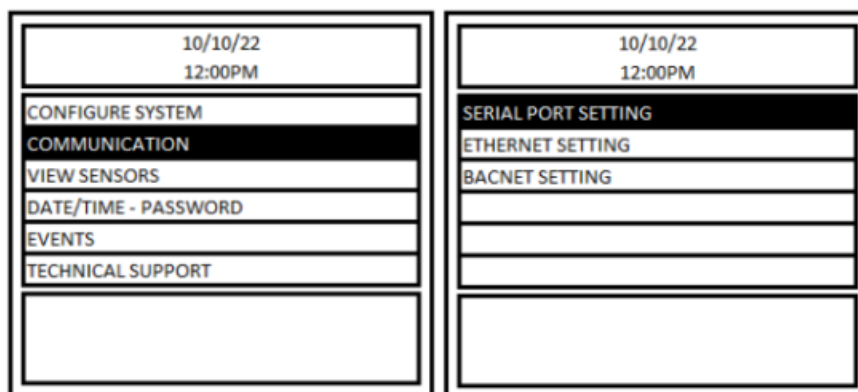 10/10/22
12:00PM
CONFIGURE SYSTEM
COMMUNICATION
VIEW SENSORS
DATE/TIME - PASSWORD
EVENTS
TECHNICAL SUPPORT
10/10/22
12:00PM
SERIAL PORT SETTING
ETHERNET SETTING
BACNET SETTING